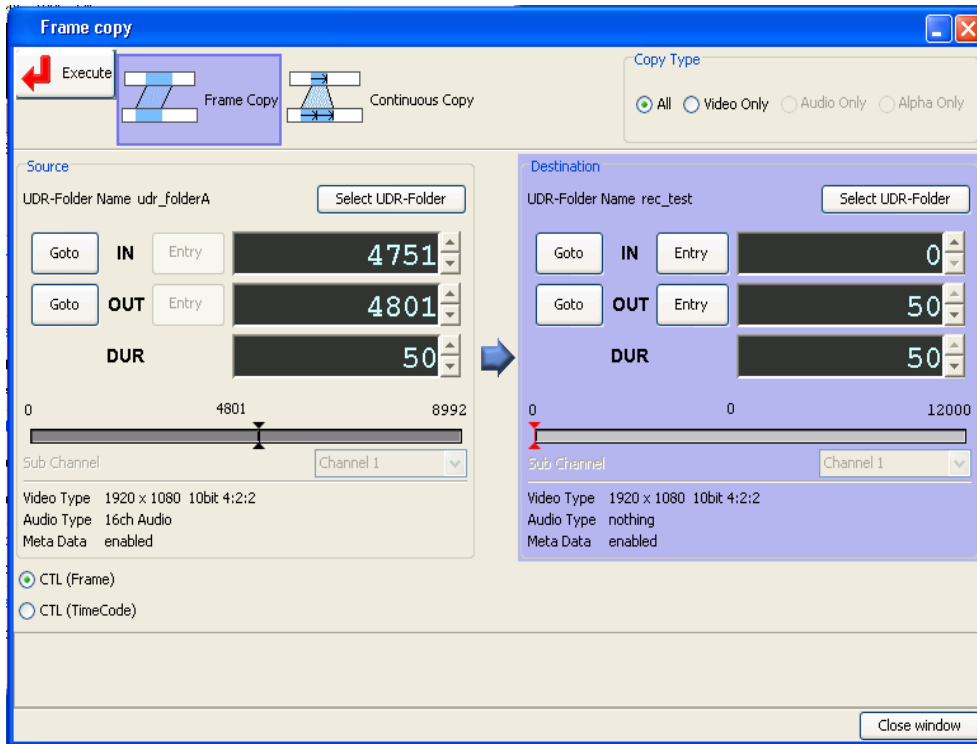 Frame copy
Execute
Frame Copy
Continuous Copy
Copy Type
All
Video Only
Audio Only
Alpha Only
Source
UDR-Folder Name udr_folderA
Select UDR-Folder
Goto IN Entry 4751
Goto OUT Entry 4801
DUR 50
0 4801 8992
Sub Channel Channel 1
Video Type 1920 x 1080 10bit 4:2:2
Audio Type 16ch Audio
Meta Data enabled
Destination
UDR-Folder Name rec_test
Select UDR-Folder
Goto IN Entry 0
Goto OUT Entry 50
DUR 50
0 0 12000
Sub Channel Channel 1
Video Type 1920 x 1080 10bit 4:2:2
Audio Type nothing
Meta Data enabled
CTL (Frame)
CTL (TimeCode)
Close window